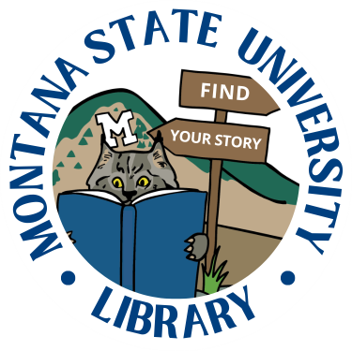 MONTANA STATE UNIVERSITY
M
FIND
YOUR STORY
LIBRARY